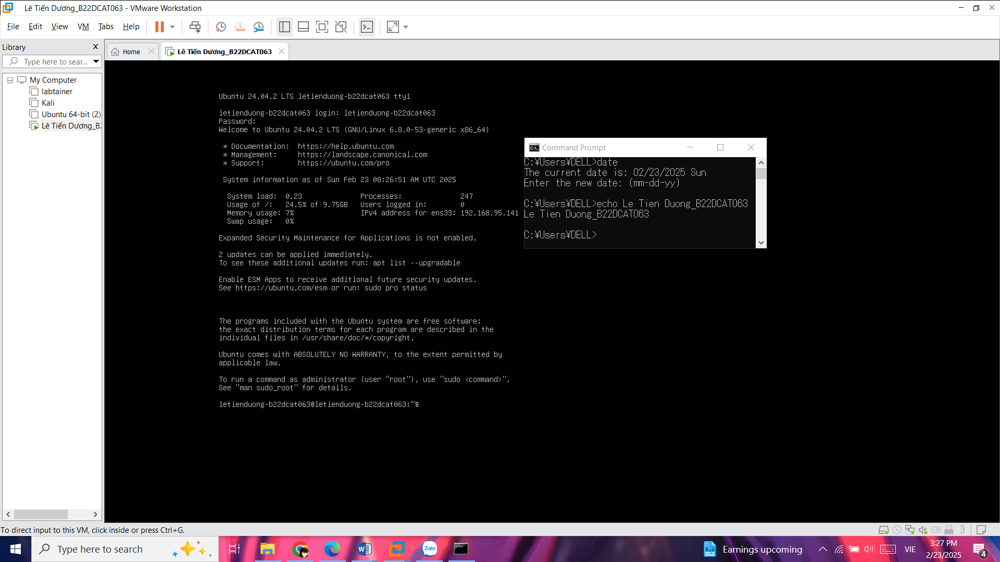 Lê Tiến Dương_B22DCAT063 - VMware Workstation
File Edit View VM Tabs Help
Library
Type here to sear...
My Computer
labtainer
Kali
Ubuntu 64-bit (2)
Lê Tiến Dương_B2
Home
Lê Tiến Dương_B22DCAT063
Ubuntu 24.04.2 LTS letienduong-b22dcat063 tty1
letienduong-b22dcat063 login: letienduong-b22dcat063
Password:
Welcome to Ubuntu 24.04.2 LTS (GNU/Linux 6.8.0-53-generic x86_64)
* Documentation: https://help.ubuntu.com
* Management: https://landscape.canonical.com
* Support: https://ubuntu.com/pro
System information as of Sun Feb 23 08:26:51 AM UTC 2025
System load: 0.23 Processes: 247
Usage of /: 24.5% of 9.75GB Users logged in: 0
Memory usage: 7% IPv4 address for ens33: 192.168.95.141
Swap usage: 0%
Expanded Security Maintenance for Applications is not enabled.
2 updates can be applied immediately.
To see these additional updates run: apt list --upgradable
Enable ESM Apps to receive additional future security updates.
See https://ubuntu.com/esm or run: sudo pro status
The programs included with the Ubuntu system are free software;
the exact distribution terms for each program are described in the
individual files in /usr/share/doc/*/copyright.
Ubuntu comes with ABSOLUTELY NO WARRANTY, to the extent permitted by
applicable law.
To run a command as administrator (user "root"), use "sudo <command>".
See "man sudo_root" for details.
letienduong-b22dcat063@letienduong-b22dcat063:~$
Command Prompt
C:¥Users¥DELL>date
The current date is: 02/23/2025 Sun
Enter the new date: (mm-dd-yy)
C:¥Users¥DELL>echo Le Tien Duong_B22DCAT063
Le Tien Duong_B22DCAT063
C:¥Users¥DELL>
To direct input to this VM, click inside or press Ctrl+G.
Type here to search
Zalo
Earnings upcoming
VIE
3:27 PM
2/23/2025
4